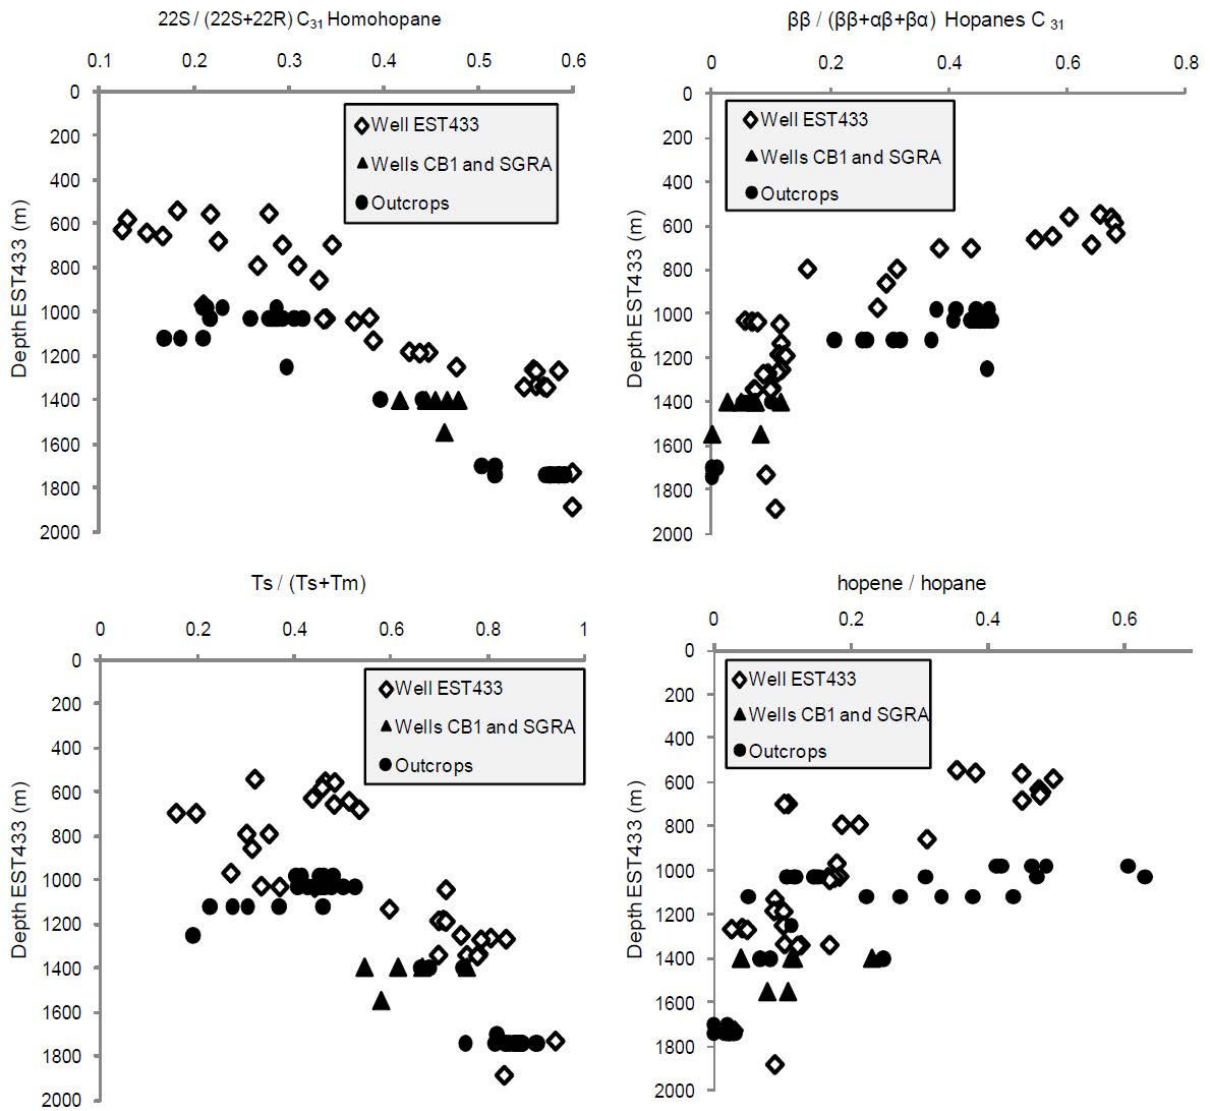 22S / (22S+22R) C31 Homohopane
0.1 0.2 0.3 0.4 0.5 0.6
0
200
400
600
800
1000
1200
1400
1600
1800
2000
Depth EST433 (m)
Well EST433
Wells CB1 and SGRA
Outcrops
ββ / (ββ+αβ+βα) Hopanes C 31
0 0.2 0.4 0.6 0.8
0
200
400
600
800
1000
1200
1400
1600
1800
2000
Depth EST433 (m)
Well EST433
Wells CB1 and SGRA
Outcrops
Ts / (Ts+Tm)
0 0.2 0.4 0.6 0.8 1
0
200
400
600
800
1000
1200
1400
1600
1800
2000
Depth EST433 (m)
Well EST433
Wells CB1 and SGRA
Outcrops
hopene / hopane
0 0.2 0.4 0.6
0
200
400
600
800
1000
1200
1400
1600
1800
2000
Depth EST433 (m)
Well EST433
Wells CB1 and SGRA
Outcrops